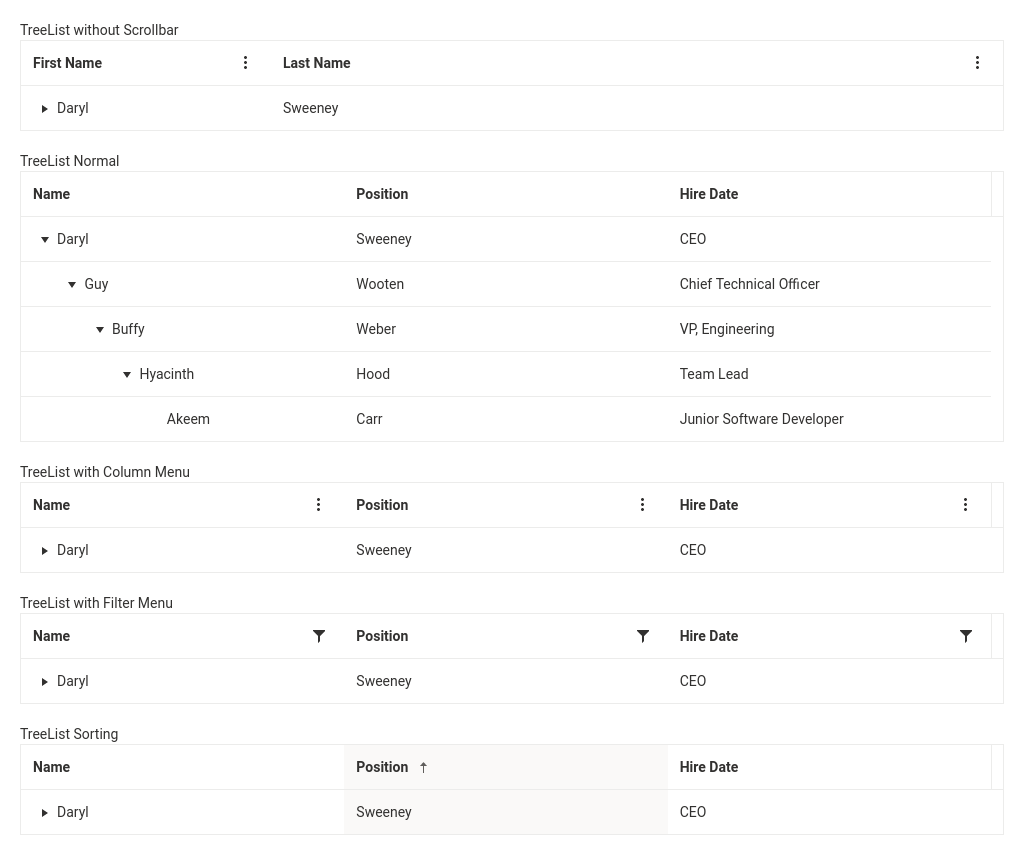 TreeList without Scrollbar
First Name Last Name
Daryl Sweeney
TreeList Normal
Name Position Hire Date
Daryl Sweeney CEO
Guy Wooten Chief Technical Officer
Buffy Weber VP, Engineering
Hyacinth Hood Team Lead
Akeem Carr Junior Software Developer
TreeList with Column Menu
Name Position Hire Date
Daryl Sweeney CEO
TreeList with Filter Menu
Name Position Hire Date
Daryl Sweeney CEO
TreeList Sorting
Name Position Hire Date
Daryl Sweeney CEO